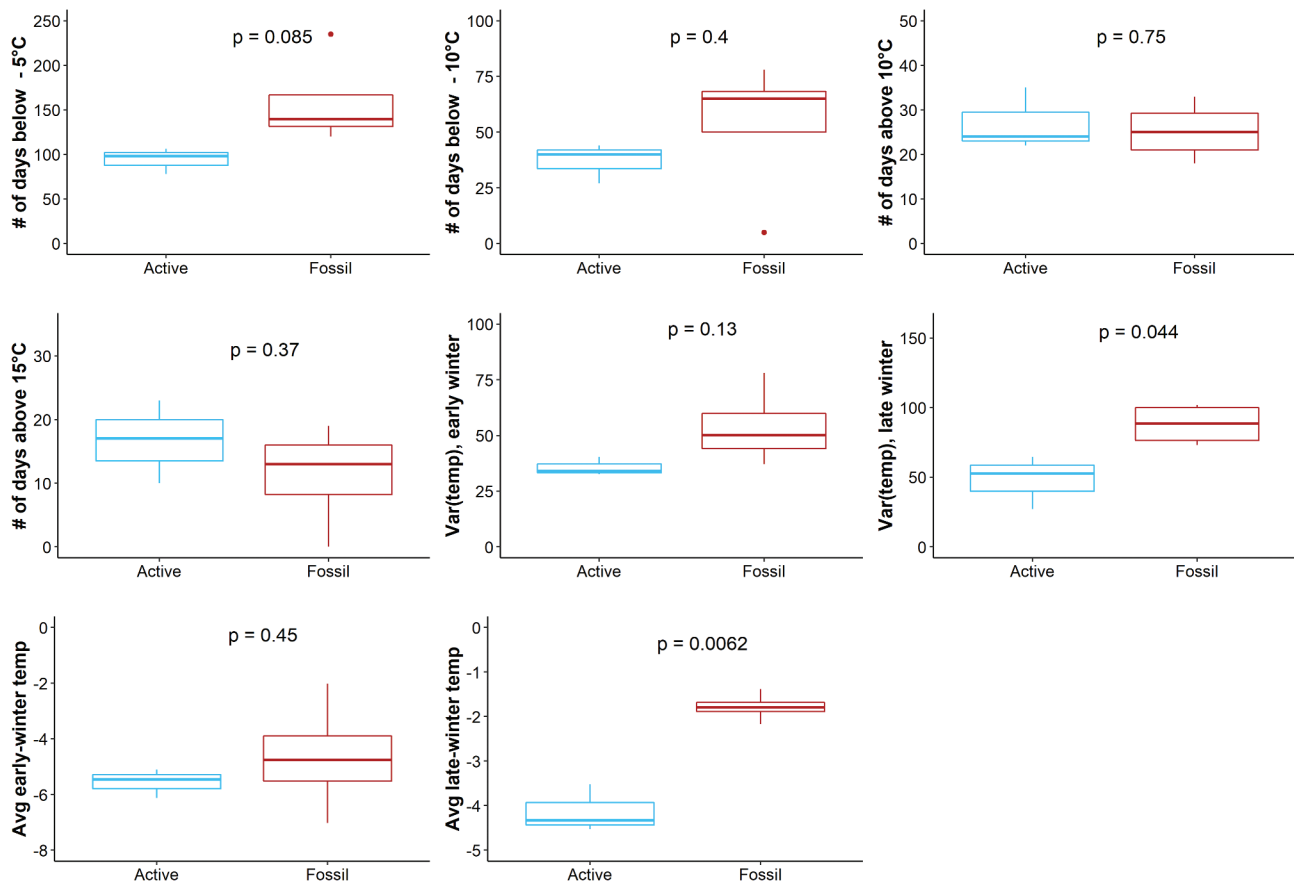 # of days below  - 5°C
250
200
150
100
50
0
p = 0.085
Active
Fossil
# of days below  - 10°C
100
75
50
25
0
p = 0.4
Active
Fossil
# of days above 10°C
50
40
30
20
10
0
p = 0.75
Active
Fossil
# of days above 15°C
30
20
10
0
p = 0.37
Active
Fossil
Var(temp), early winter
100
75
50
25
0
p = 0.13
Active
Fossil
Var(temp), late winter
150
100
50
0
p = 0.044
Active
Fossil
Avg early-winter temp
0
-2
-4
-6
-8
p = 0.45
Active
Fossil
Avg late-winter temp
0
-1
-2
-3
-4
-5
p = 0.0062
Active
Fossil